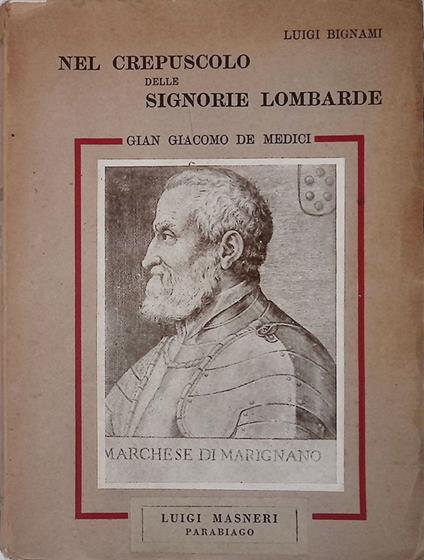 LUIGI BIGNAMI
NEL CREPUSCOLO
DELLE
SIGNORIE LOMBARDE
GIAN GIACOMO DE MEDICI
MARCHESE DI MARIGNANO
LUIGI MASNERI
PARABIAGO